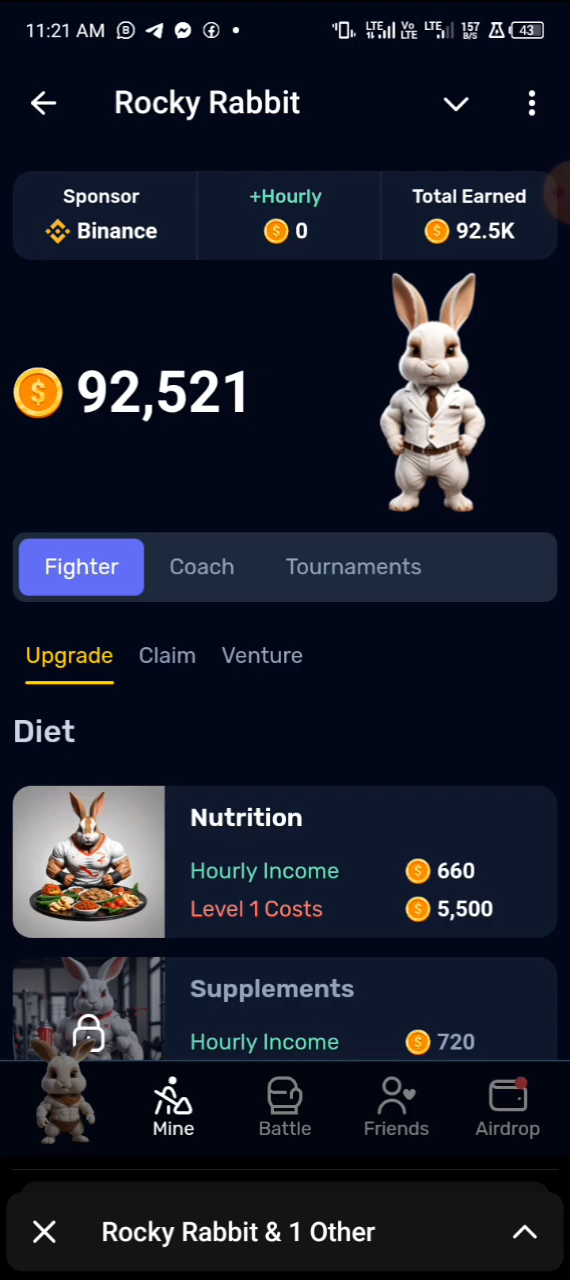 11:21 AM
LTE Vo LTE LTE 157 B/S 43
Rocky Rabbit
Sponsor +Hourly Total Earned
Binance 0 92.5K
92,521
Fighter Coach Tournaments
Upgrade Claim Venture
Diet
Nutrition
Hourly Income 660
Level 1 Costs 5,500
Supplements
Hourly Income 720
Mine Battle Friends Airdrop
Rocky Rabbit & 1 Other